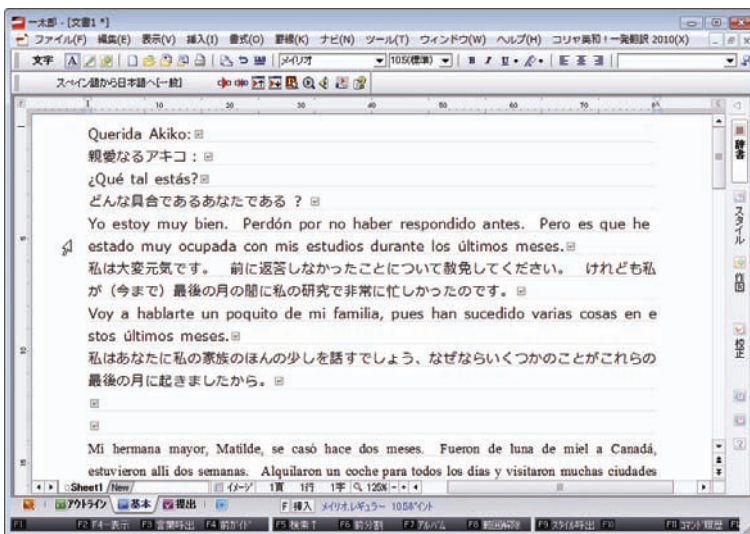 一太郎 - [文書1 *]
ファイル(F) 編集(E) 表示(V) 挿入(I) 書式(O) 罫線(K) ナビ(N) ツール(T) ウィンドウ(W) ヘルプ(H) コリャ英和!一発翻訳 2010(X)
文字 A メイリオ 10.5(標準) B I U
スペイン語から日本語へ[一般]
10 20 30 40 50 60 70
Querida Akiko:
親愛なるアキコ:
¿Qué tal estás?
どんな具合であるあなたである ?
Yo estoy muy bien. Perdón por no haber respondido antes. Pero es que he
estado muy ocupada con mis estudios durante los últimos meses.
私は大変元気です。 前に返答しなかったことについて赦免してください。 けれども私
が(今まで)最後の月の間に私の研究で非常に忙しかったのです。
Voy a hablarte un poquito de mi familia, pues han sucedido varias cosas en e
stos últimos meses.
私はあなたに私の家族のほんの少しを話すでしょう、なぜならいくつかのことがこれらの
最後の月に起きましたから。
Mi hermana mayor, Matilde, se casó hace dos meses. Fueron de luna de miel a Canadá,
estuvieron allí dos semanas. Alquilaron un coche para todos los días y visitaron muchas ciudades
辞書
スタイル
作図
校正
Sheet1 /New/ イメージ 1頁 1行 1字 125%
アウトライン 基本 提出 挿入 メイリオ.レギュラー 10.5ポイント
F1 F2 F4 F5 検索↑ F6 前分割 F7 アルバム F8 範囲解除 F9 スタイル呼出 F10 F11 コマンド履歴